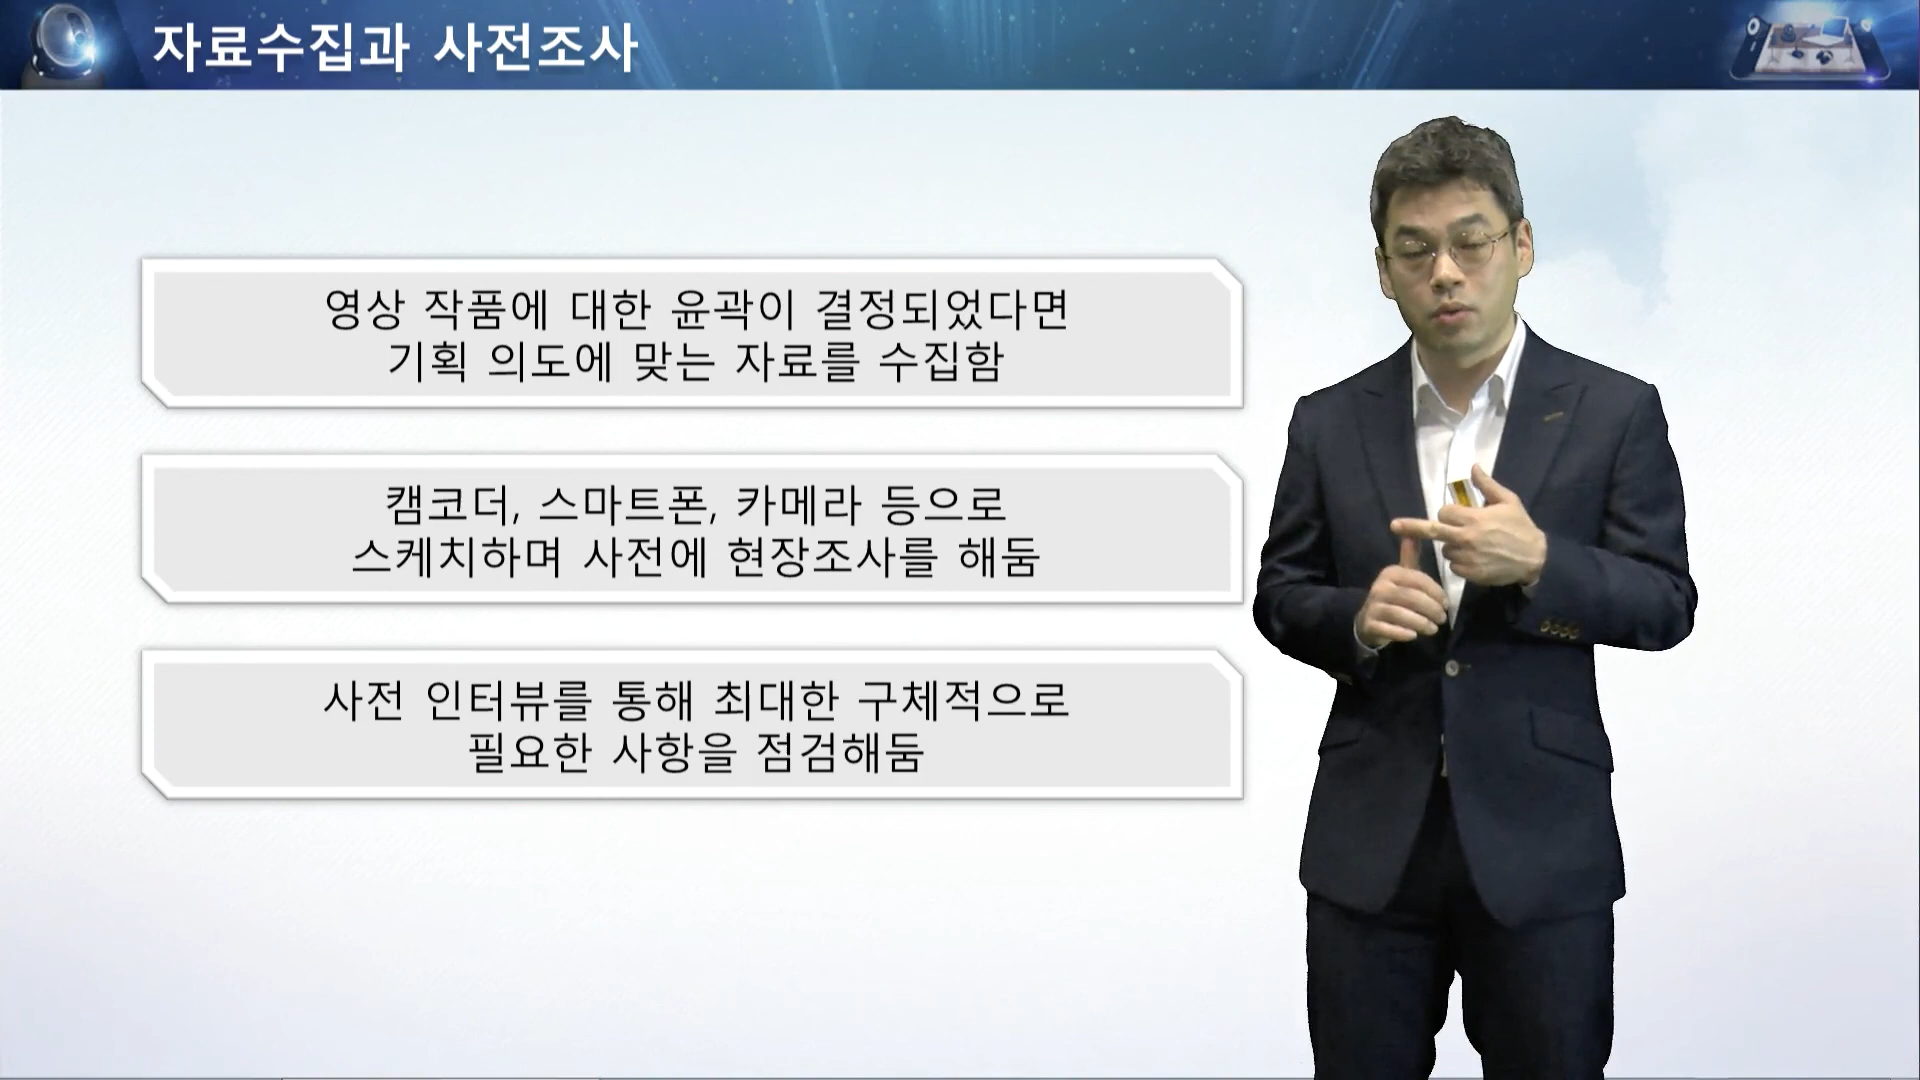 자료수집과 사전조사
영상 작품에 대한 윤곽이 결정되었다면
기획 의도에 맞는 자료를 수집함
캠코더, 스마트폰, 카메라 등으로
스케치하며 사전에 현장조사를 해둠
사전 인터뷰를 통해 최대한 구체적으로
필요한 사항을 점검해둠